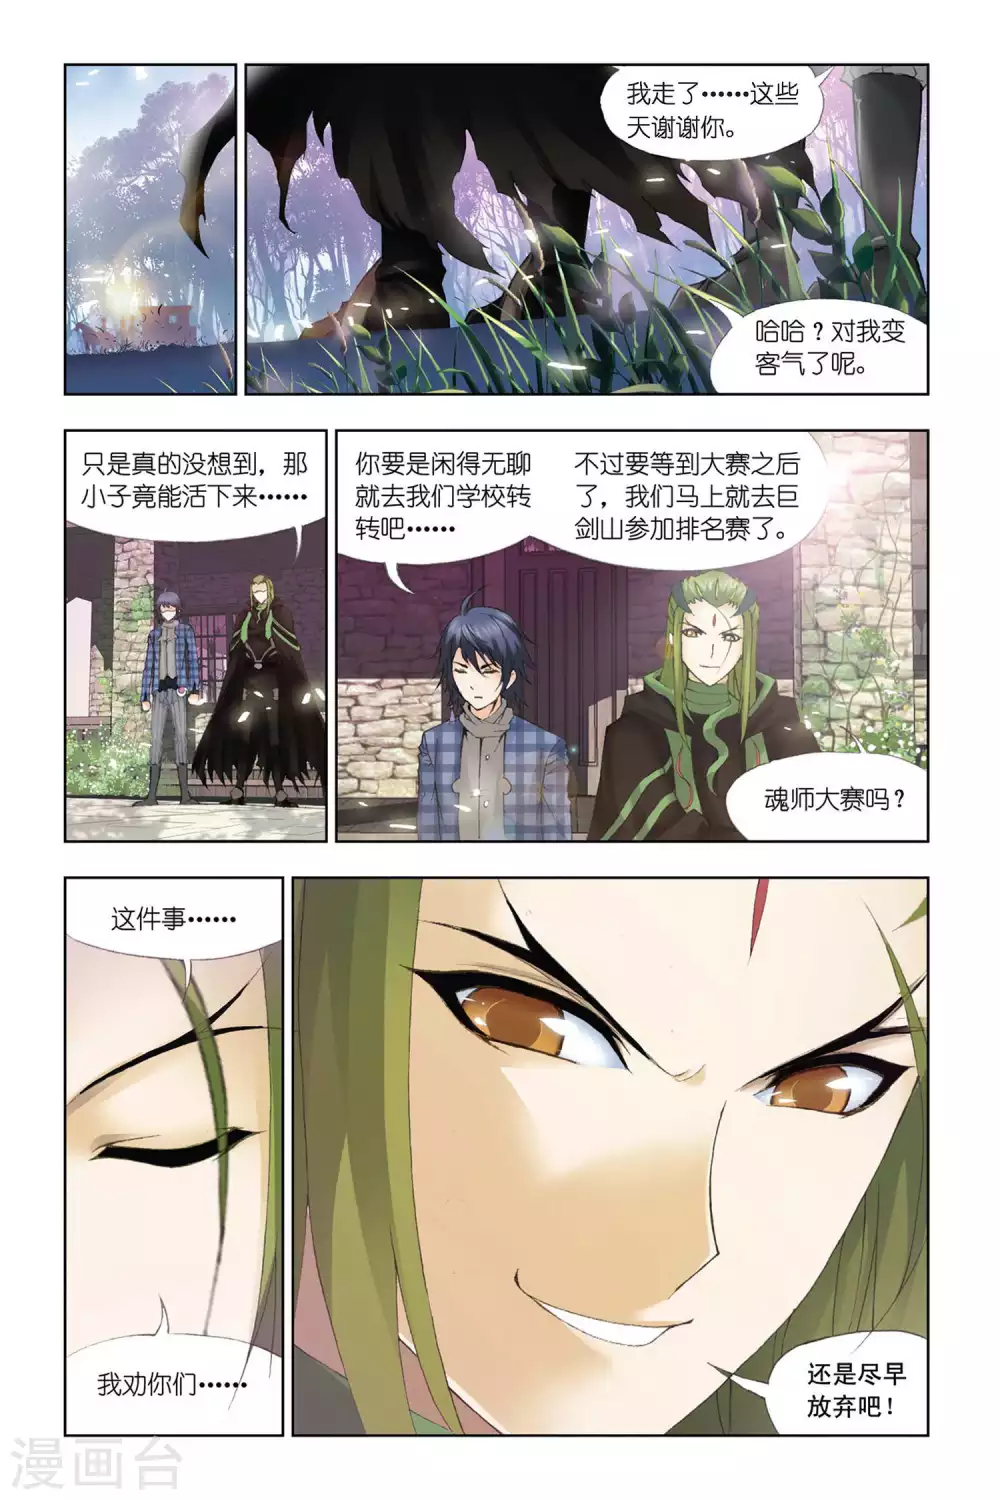 我走了⋯⋯这些
天谢谢你。
哈哈？对我变
客气了呢。
只是真的没想到，那
小子竟能活下来⋯⋯
你要是闲得无聊
就去我们学校转
转吧⋯⋯
不过要等到大赛之后
了，我们马上就去巨
剑山参加排名赛了。
魂师大赛吗？
这件事⋯⋯
我劝你们⋯⋯
还是尽早
放弃吧！
漫画台